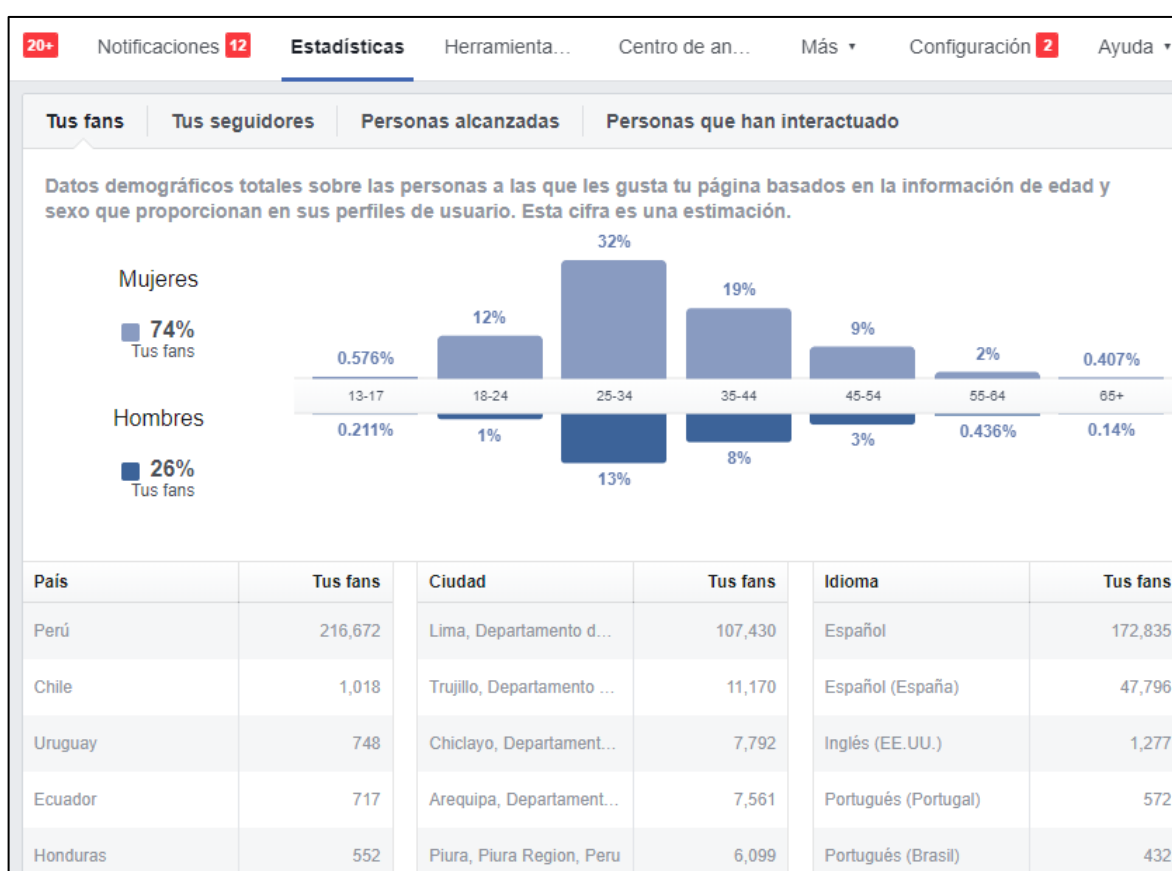 20+ Notificaciones 12 Estadísticas Herramienta... Centro de an... Más Configuración 2 Ayuda
Tus fans Tus seguidores Personas alcanzadas Personas que han interactuado
Datos demográficos totales sobre las personas a las que les gusta tu página basados en la información de edad y
sexo que proporcionan en sus perfiles de usuario. Esta cifra es una estimación.
Mujeres
74%
Tus fans
0.576% 12% 32% 19% 9% 2% 0.407%
13-17 18-24 25-34 35-44 45-54 55-64 65+
Hombres
26%
Tus fans
0.211% 1% 13% 8% 3% 0.436% 0.14%
País Tus fans Ciudad Tus fans Idioma Tus fans
Perú 216,672 Lima, Departamento d... 107,430 Español 172,835
Chile 1,018 Trujillo, Departamento ... 11,170 Español (España) 47,796
Uruguay 748 Chiclayo, Departament... 7,792 Inglés (EE.UU.) 1,277
Ecuador 717 Arequipa, Departament... 7,561 Portugués (Portugal) 572
Honduras 552 Piura, Piura Region, Peru 6,099 Portugués (Brasil) 432